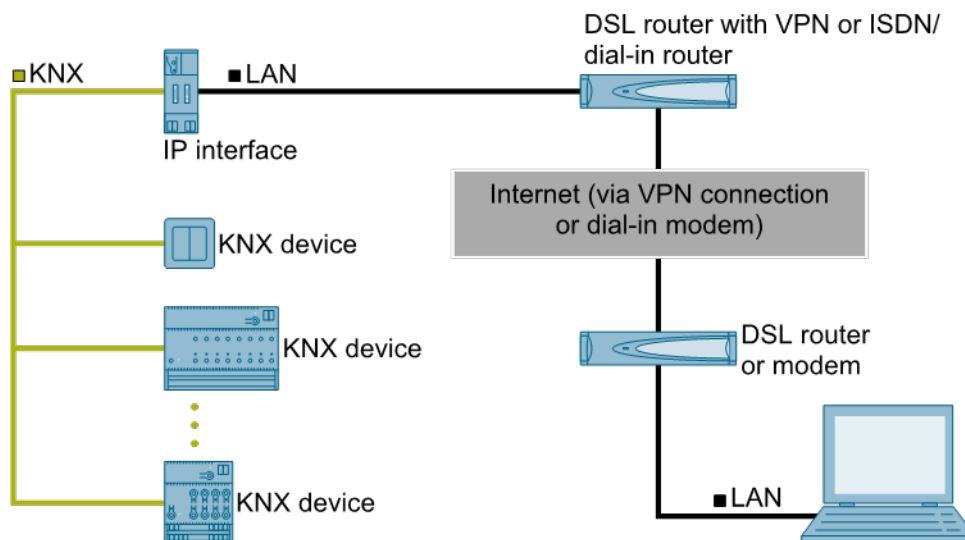 DSL router with VPN or ISDN/
dial-in router
KNX
LAN
IP interface
Internet (via VPN connection
or dial-in modem)
KNX device
KNX device
DSL router
or modem
KNX device
LAN